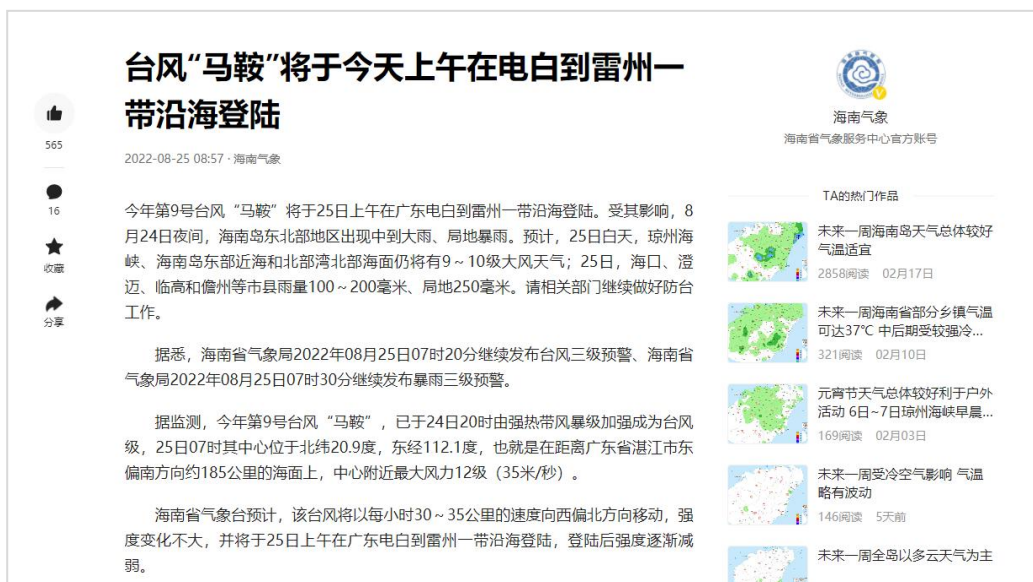 台风“马鞍”将于今天上午在电白到雷州一
带沿海登陆
2022-08-25 08:57 · 海南气象
565
16
收藏
分享
今年第9号台风“马鞍”将于25日上午在广东电白到雷州一带沿海登陆。受其影响，8
月24日夜间，海南岛东北部地区出现中到大雨、局地暴雨。预计，25日白天，琼州海
峡、海南岛东部近海和北部湾北部海面仍将有9～10级大风天气；25日，海口、澄
迈、临高和儋州等市县雨量100～200毫米、局地250毫米。请相关部门继续做好防台
工作。
据悉，海南省气象局2022年08月25日07时20分继续发布台风三级预警、海南省
气象局2022年08月25日07时30分继续发布暴雨三级预警。
据监测，今年第9号台风“马鞍”，已于24日20时由强热带风暴级加强成为台风
级，25日07时其中心位于北纬20.9度，东经112.1度，也就是在距离广东省湛江市东
偏南方向约185公里的海面上，中心附近最大风力12级（35米/秒）。
海南省气象台预计，该台风将以每小时30～35公里的速度向西偏北方向移动，强
度变化不大，并将于25日上午在广东电白到雷州一带沿海登陆，登陆后强度逐渐减
弱。
海南气象
海南省气象服务中心官方账号
TA的热门作品
未来一周海南岛天气总体较好
气温适宜
2858阅读 02月17日
未来一周海南省部分乡镇气温
可达37℃ 中后期受较强冷...
321阅读 02月10日
元宵节天气总体较好利于户外
活动 6日~7日琼州海峡早晨...
169阅读 02月03日
未来一周受冷空气影响 气温
略有波动
146阅读 5天前
未来一周全岛以多云天气为主